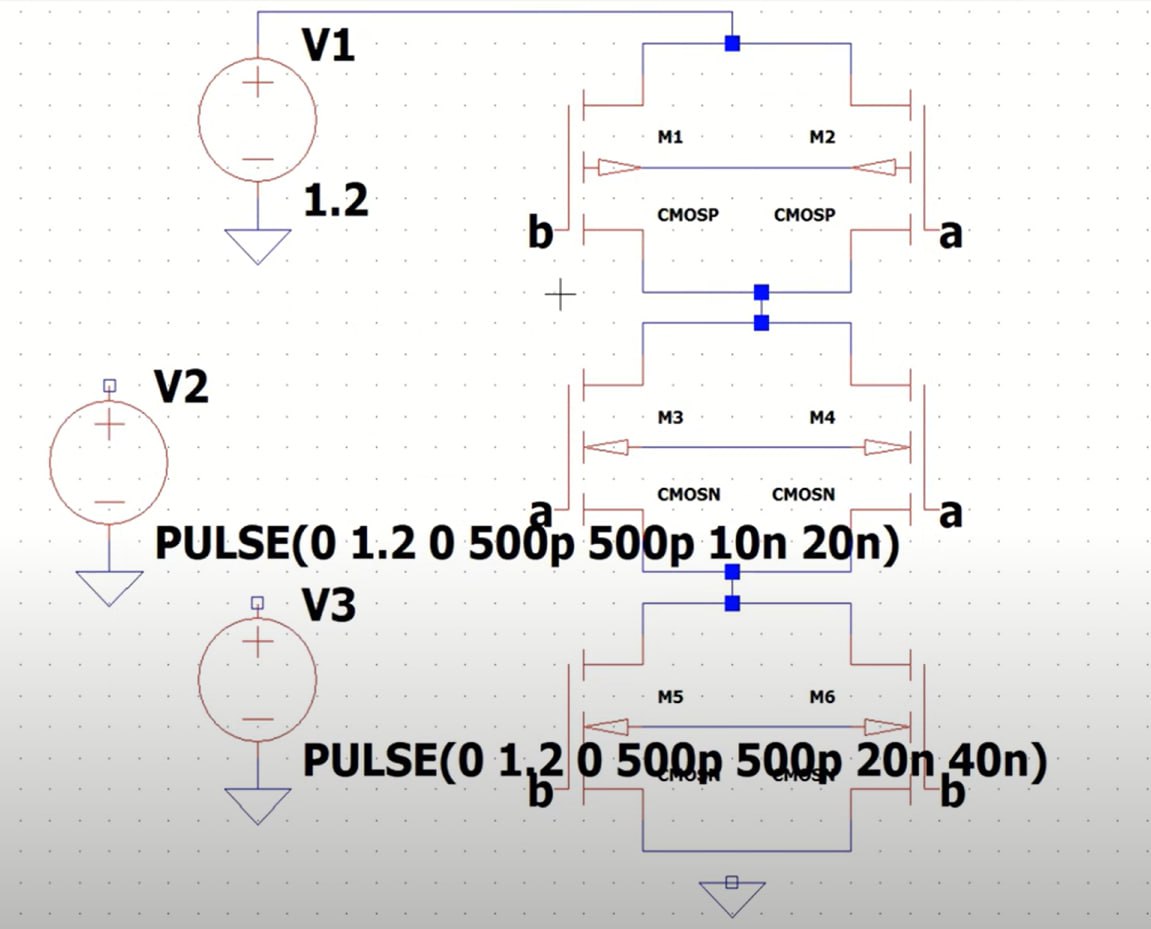 V1
1.2
M1 M2
CMOSP CMOSP
b a
V2
M3 M4
CMOSN CMOSN
a a
PULSE(0 1.2 0 500p 500p 10n 20n)
V3
M5 M6
PULSE(0 1.2 0 500p 500p 20n 40n)
CMOSN CMOSN
b b